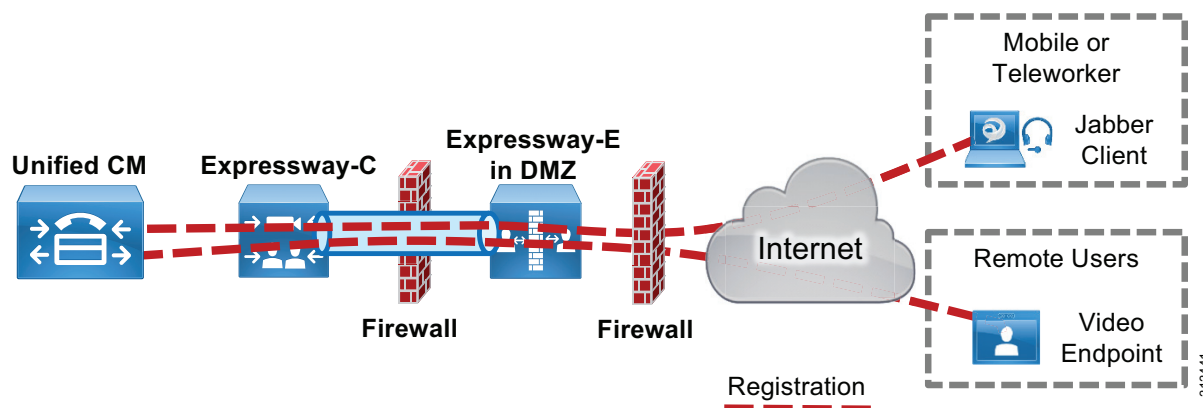 Mobile or
Teleworker
Jabber
Client
Expressway-E
in DMZ
Unified CM
Expressway-C
Internet
Remote Users
Video
Endpoint
Firewall
Firewall
Registration